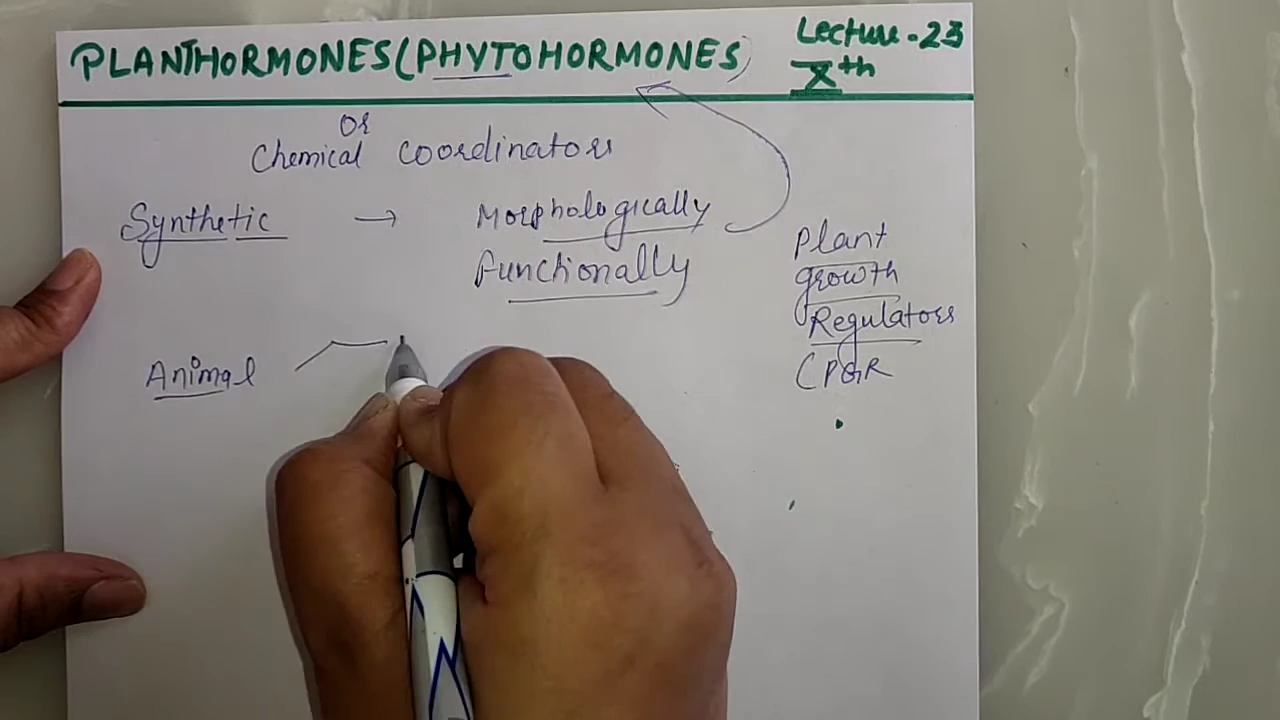 PLANTHORMONES (PHYTOHORMONES)
Lecture - 23
Xth
Or
Chemical Coordinators
Synthetic → Morphologically
Functionally
Plant
growth
Regulators
(PGR
Animal